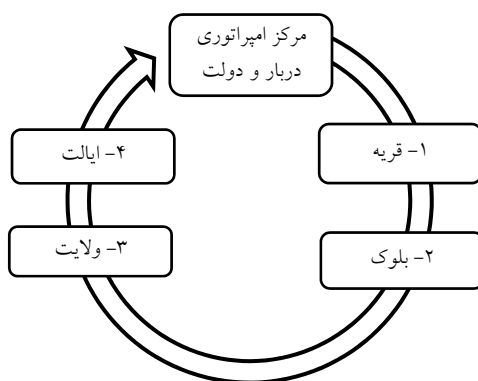 مرکز امپراتوری
دربار و دولت
۱- قریه
۲- بلوک
۳- ولایت
۴- ایالت